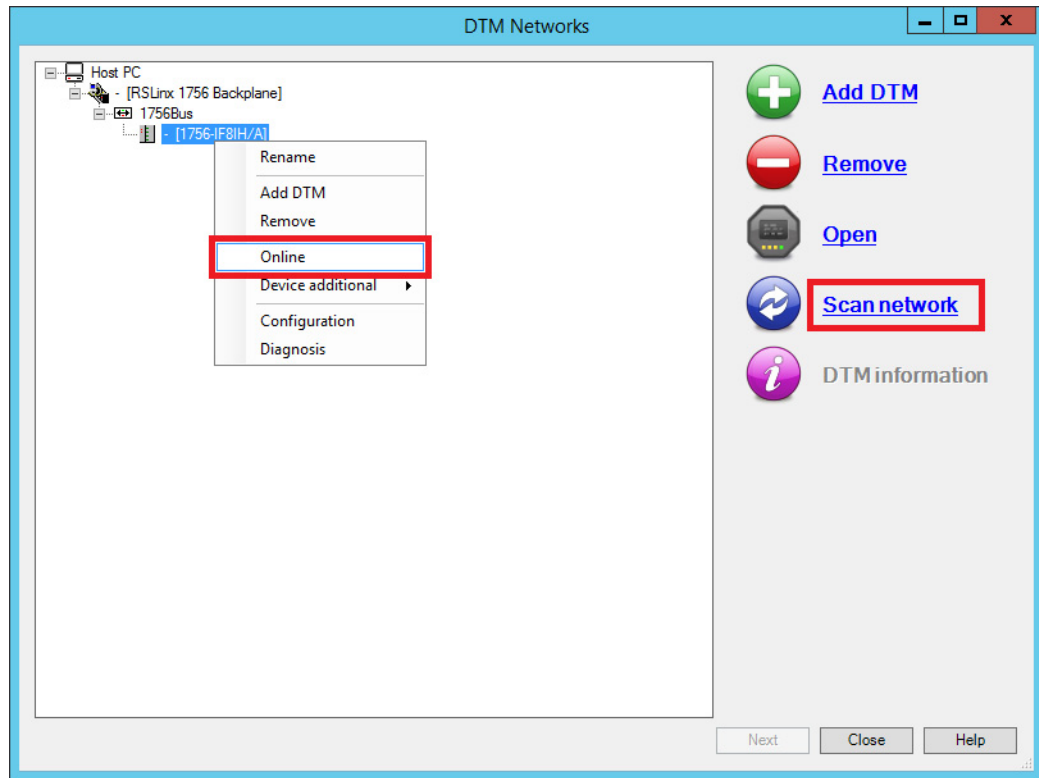 DTM Networks
Host PC
- [RSLinx 1756 Backplane]
1756Bus
- [1756-IF8IH/A]
Rename
Add DTM
Remove
Online
Device additional
Configuration
Diagnosis
Add DTM
Remove
Open
Scan network
DTM information
Next
Close
Help